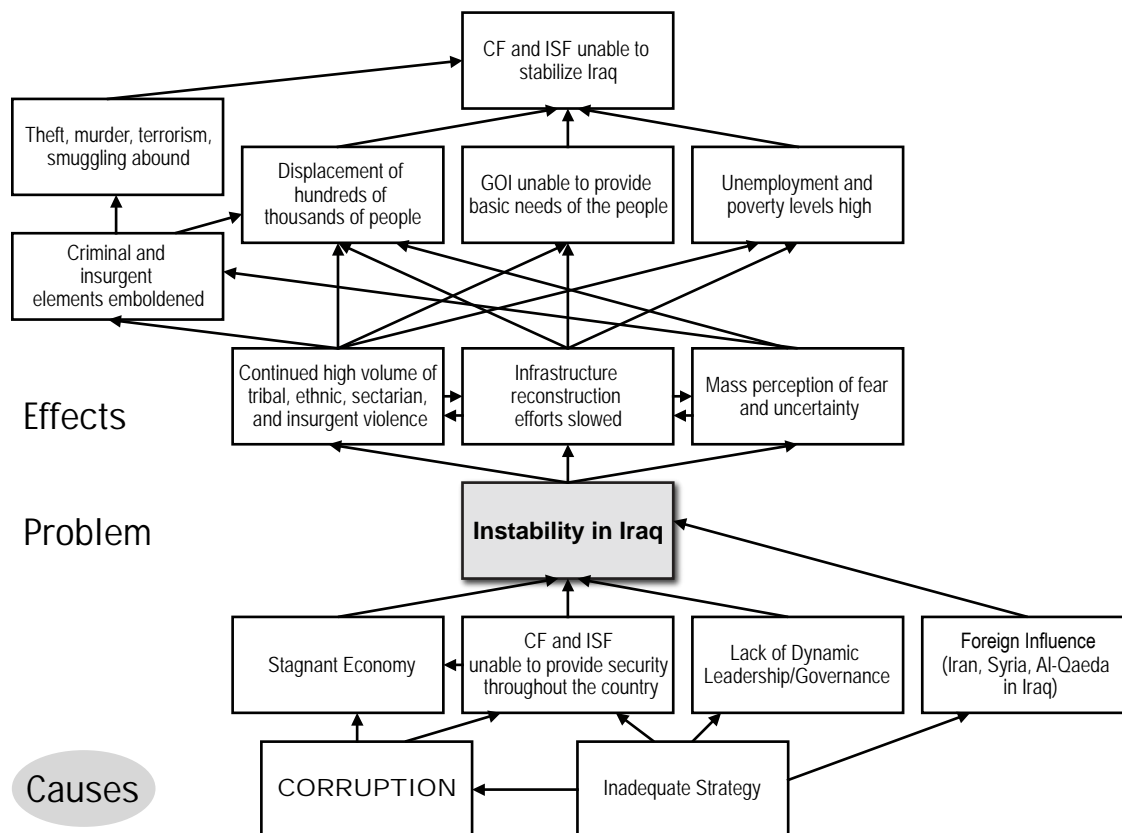 CF and ISF unable to
stabilize Iraq
Theft, murder, terrorism,
smuggling abound
Displacement of
hundreds of
thousands of people
GOI unable to provide
basic needs of the people
Unemployment and
poverty levels high
Criminal and
insurgent
elements emboldened
Effects
Continued high volume of
tribal, ethnic, sectarian,
and insurgent violence
Infrastructure
reconstruction
efforts slowed
Mass perception of fear
and uncertainty
Problem
Instability in Iraq
Stagnant Economy
CF and ISF
unable to provide security
throughout the country
Lack of Dynamic
Leadership/Governance
Foreign Influence
(Iran, Syria, Al-Qaeda
in Iraq)
Causes
CORRUPTION
Inadequate Strategy